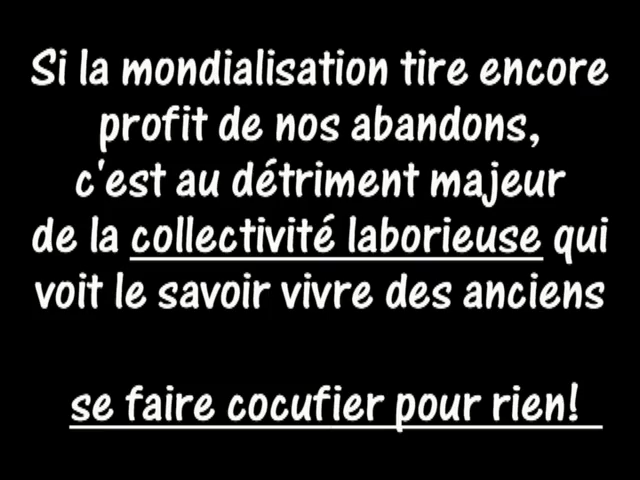 Si la mondialisation tire encore
profit de nos abandons,
c'est au détriment majeur
de la collectivité laborieuse qui
voit le savoir vivre des anciens
se faire cocufier pour rien!